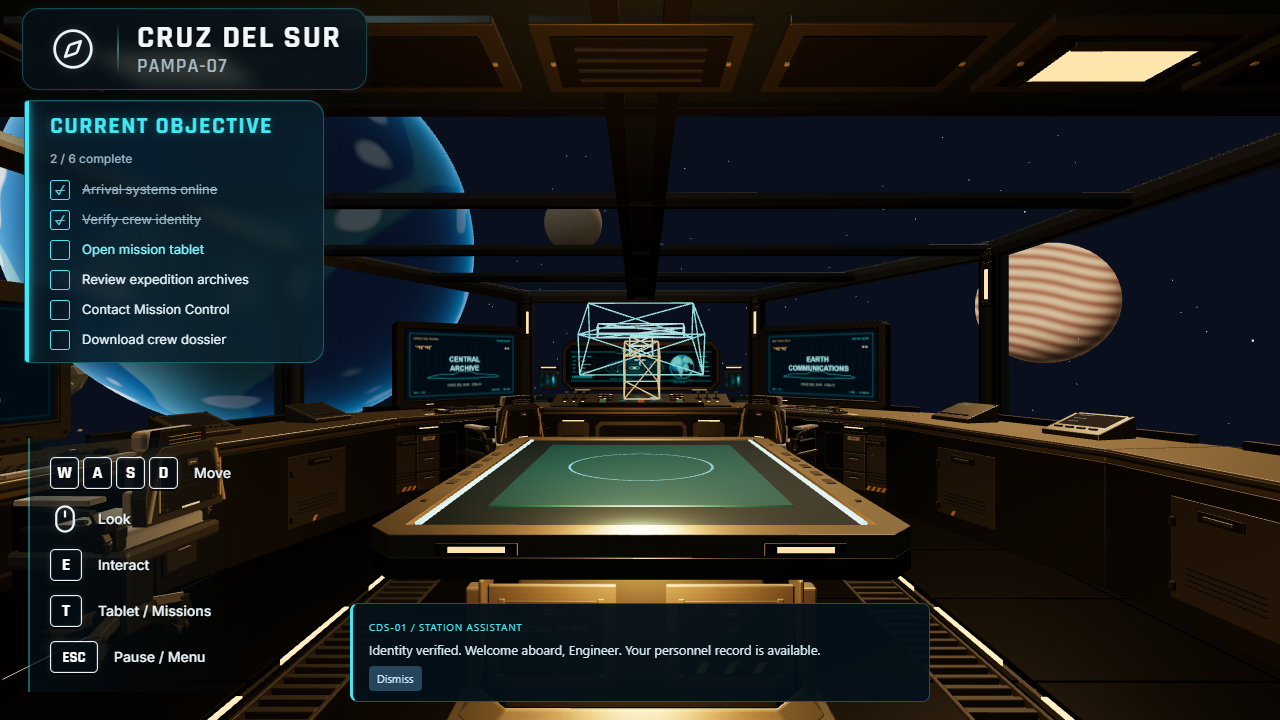 CRUZ DEL SUR
PAMPA-07
CURRENT OBJECTIVE
2 / 6 complete
Arrival systems online
Verify crew identity
Open mission tablet
Review expedition archives
Contact Mission Control
Download crew dossier
CENTRAL
ARCHIVE
EARTH
COMMUNICATIONS
W A S D Move
Look
E Interact
T Tablet / Missions
ESC Pause / Menu
CDS-01 / STATION ASSISTANT
Identity verified. Welcome aboard, Engineer. Your personnel record is available.
Dismiss